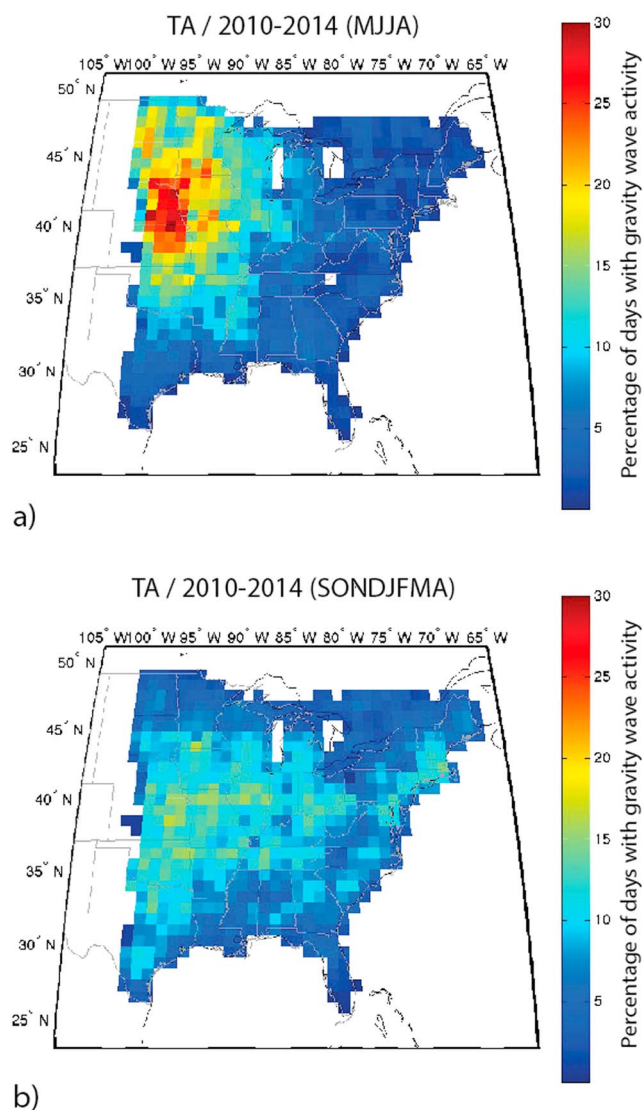 TA / 2010-2014 (MJJA)
105° W 100° W 95° W 90° W 85° W 80° W 75° W 70° W 65° W
50° N
45° N
40° N
35° N
30° N
25° N
30
25
20
15
10
5
Percentage of days with gravity wave activity
a)
TA / 2010-2014 (SONDJFMA)
105° W 100° W 95° W 90° W 85° W 80° W 75° W 70° W 65° W
50° N
45° N
40° N
35° N
30° N
25° N
30
25
20
15
10
5
Percentage of days with gravity wave activity
b)